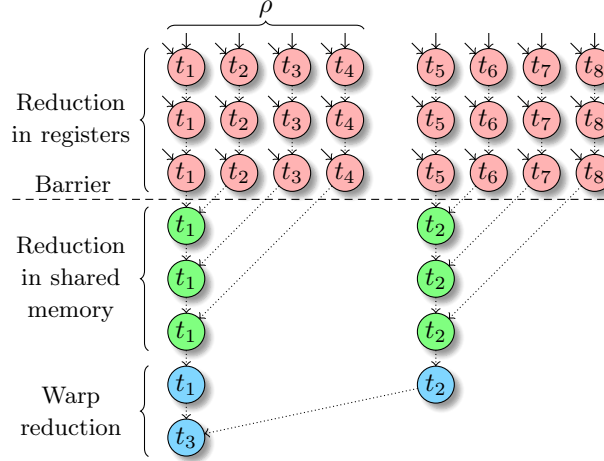 ρ
t1 t2 t3 t4 t5 t6 t7 t8
Reduction
in registers
t1 t2 t3 t4 t5 t6 t7 t8
t1 t2 t3 t4 t5 t6 t7 t8
Barrier
t1 t2
Reduction
in shared
memory
t1 t2
t1 t2
Warp
reduction
t1 t2
t3